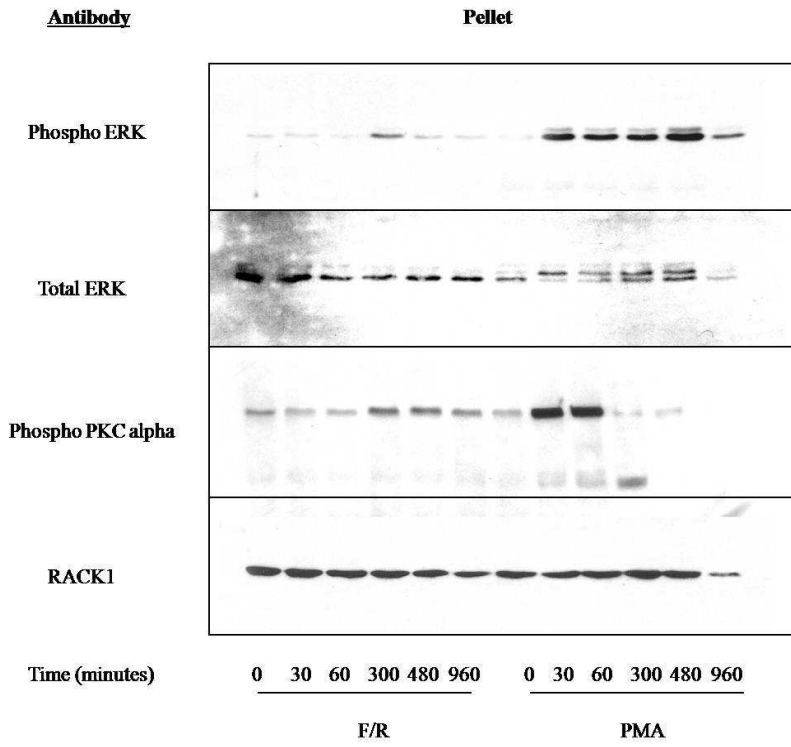 Antibody Pellet
Phospho ERK
Total ERK
Phospho PKC alpha
RACK1
Time (minutes) 0 30 60 300 480 960 0 30 60 300 480 960
F/R PMA